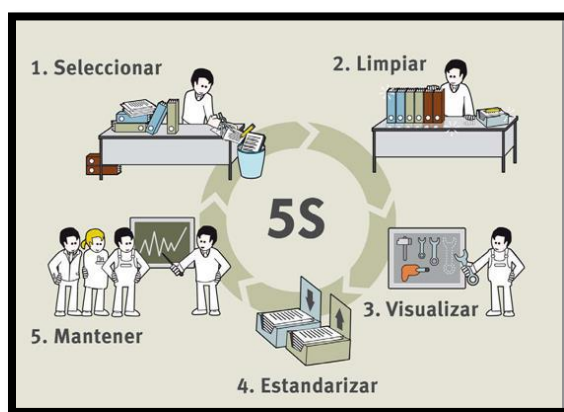 1. Seleccionar
2. Limpiar
5S
3. Visualizar
5. Mantener
4. Estandarizar